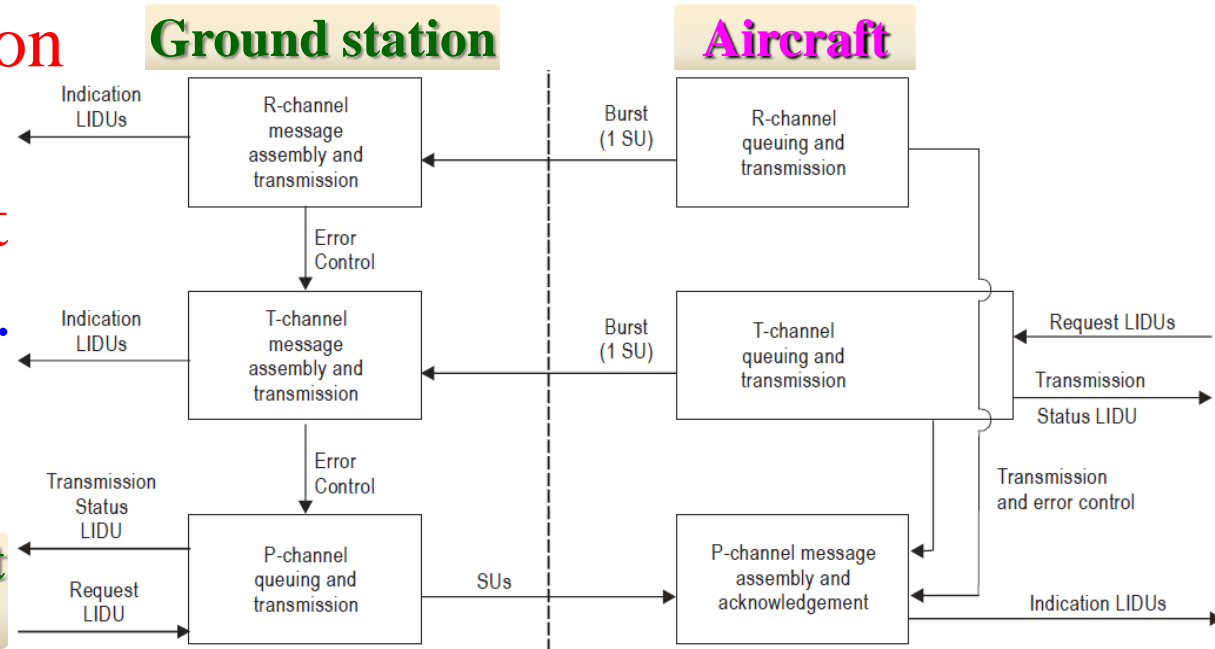 on
Ground station
Aircraft
t
.
t
Indication
LIDUs
R-channel
message
assembly and
transmission
Burst
(1 SU)
R-channel
queuing and
transmission
Error
Control
Indication
LIDUs
T-channel
message
assembly and
transmission
Burst
(1 SU)
T-channel
queuing and
transmission
Request LIDUs
Transmission
Status LIDU
Error
Control
Transmission
and error control
Transmission
Status
LIDU
Request
LIDU
P-channel
queuing and
transmission
SUs
P-channel message
assembly and
acknowledgement
Indication LIDUs